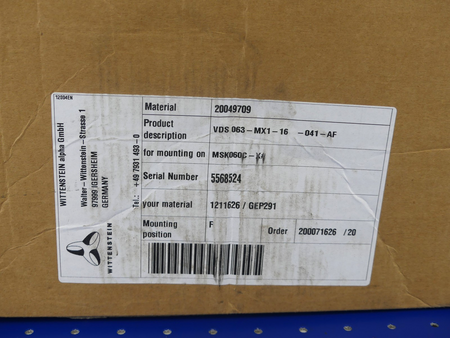 12004EN
WITTENSTEIN alpha GmbH
Walter-Wittenstein-Strasse 1
97999 IGERSHEIM
GERMANY
Tel.: +49 7931 493-0
WITTENSTEIN
Material 20049709
Product description VDS 063-MX1-16 -041-AF
for mounting on MSK060C-
Serial Number 5568524
your material 1211626 / GEP291
Mounting position F Order 200071626 /20